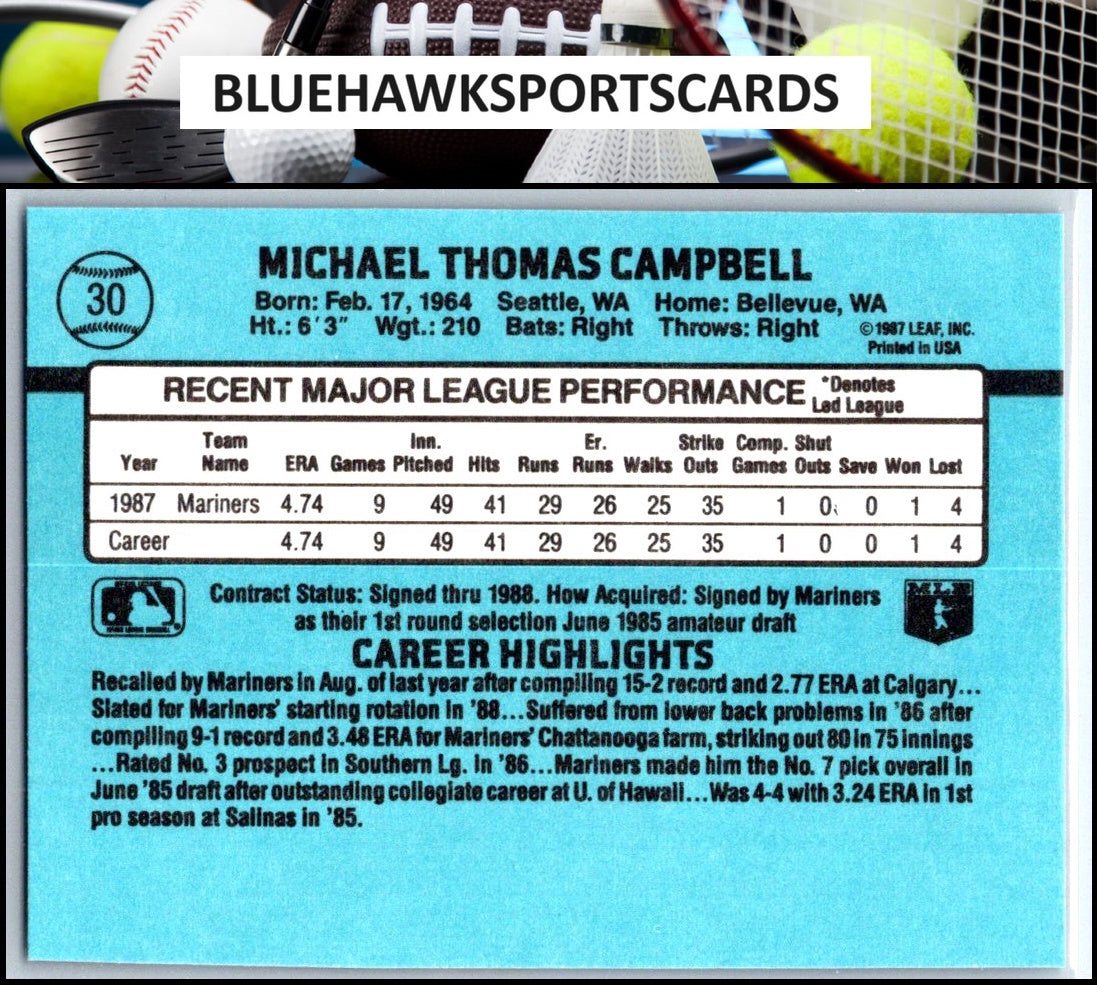 BLUEHAWKSPORTSCARDS
30
MICHAEL THOMAS CAMPBELL
Born: Feb. 17, 1964 Seattle, WA Home: Bellevue, WA
Ht.: 6'3" Wgt.: 210 Bats: Right Throws: Right
©1987 LEAF, INC.
Printed in USA
RECENT MAJOR LEAGUE PERFORMANCE
*Denotes
Led League
Team Inn. Er. Strike Comp. Shut
Year Name ERA Games Pitched Hits Runs Runs Walks Outs Games Outs Save Won Lost
1987 Mariners 4.74 9 49 41 29 26 25 35 1 0 0 1 4
Career 4.74 9 49 41 29 26 25 35 1 0 0 1 4
Contract Status: Signed thru 1988. How Acquired: Signed by Mariners
as their 1st round selection June 1985 amateur draft
CAREER HIGHLIGHTS
Recalled by Mariners in Aug. of last year after compiling 15-2 record and 2.77 ERA at Calgary...
Slated for Mariners' starting rotation in '88...Suffered from lower back problems in '86 after
compiling 9-1 record and 3.48 ERA for Mariners' Chattanooga farm, striking out 80 in 75 innings
...Rated No. 3 prospect in Southern Lg. in '86...Mariners made him the No. 7 pick overall in
June '85 draft after outstanding collegiate career at U. of Hawaii...Was 4-4 with 3.24 ERA in 1st
pro season at Salinas in '85.